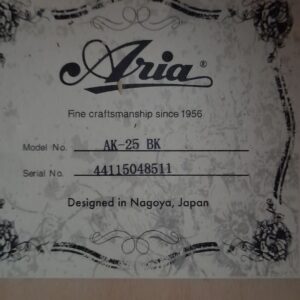 Aria®
Fine craftsmanship since 1956
Model No. AK-25 BK
Serial No. 44115048511
Designed in Nagoya, Japan